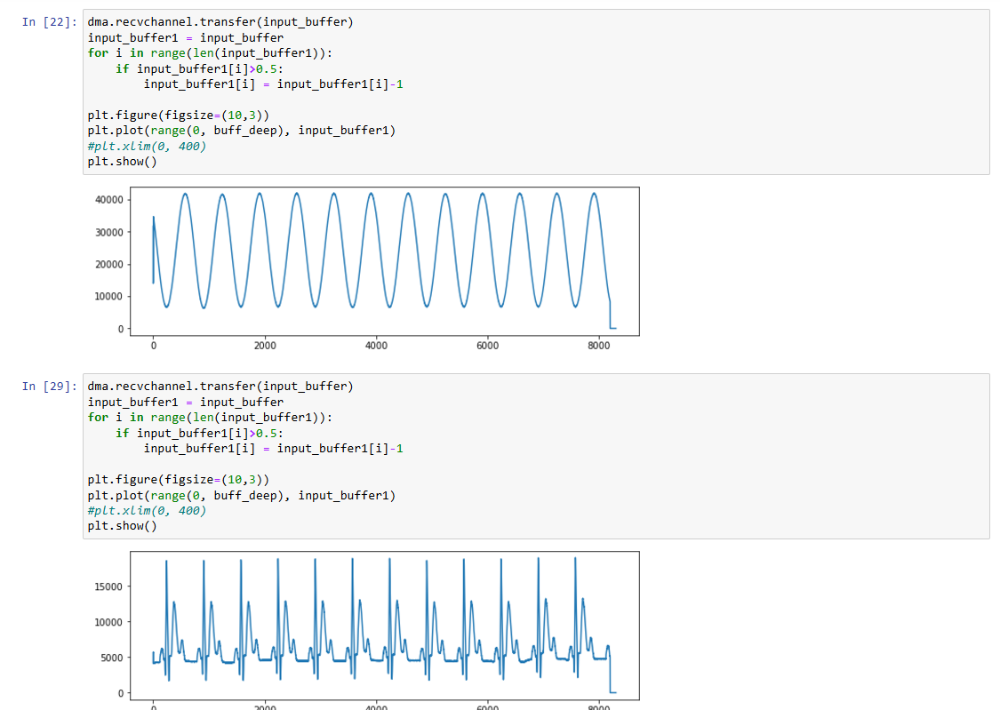 In [22]: dma.recvchannel.transfer(input_buffer)
input_buffer1 = input_buffer
for i in range(len(input_buffer1)):
    if input_buffer1[i]>0.5:
        input_buffer1[i] = input_buffer1[i]-1

plt.figure(figsize=(10,3))
plt.plot(range(0, buff_deep), input_buffer1)
#plt.xlim(0, 400)
plt.show()
40000
30000
20000
10000
0
0 2000 4000 6000 8000
In [29]: dma.recvchannel.transfer(input_buffer)
input_buffer1 = input_buffer
for i in range(len(input_buffer1)):
    if input_buffer1[i]>0.5:
        input_buffer1[i] = input_buffer1[i]-1

plt.figure(figsize=(10,3))
plt.plot(range(0, buff_deep), input_buffer1)
#plt.xlim(0, 400)
plt.show()
15000
10000
5000
0
0 2000 4000 6000 8000